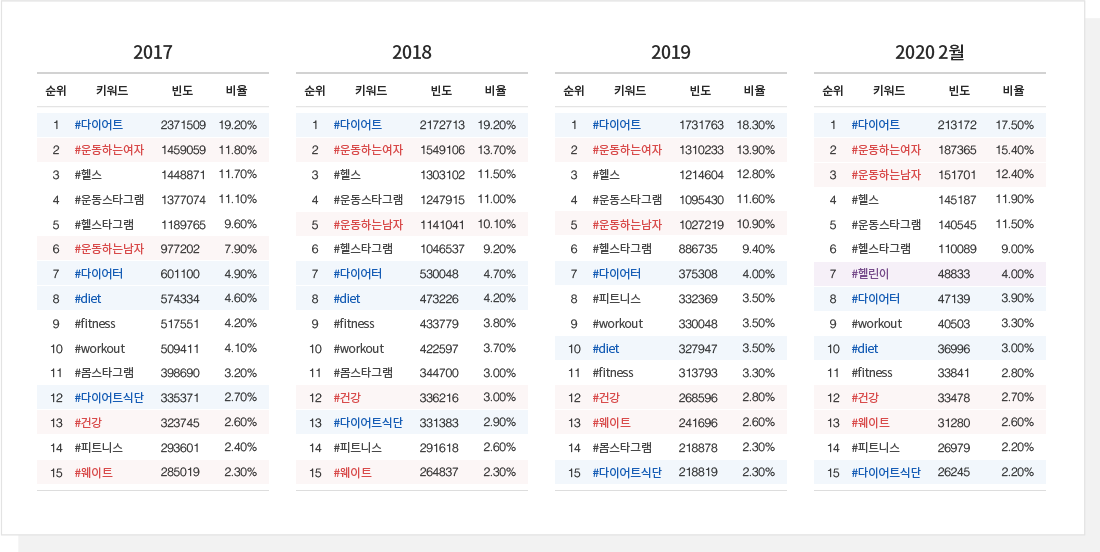 2017 2018 2019 2020 2월
순위 키워드 빈도 비율 순위 키워드 빈도 비율 순위 키워드 빈도 비율 순위 키워드 빈도 비율
1 #다이어트 2371509 19.20% 1 #다이어트 2172713 19.20% 1 #다이어트 1731763 18.30% 1 #다이어트 213172 17.50%
2 #운동하는여자 1459059 11.80% 2 #운동하는여자 1549106 13.70% 2 #운동하는여자 1310233 13.90% 2 #운동하는여자 187365 15.40%
3 #헬스 1448871 11.70% 3 #헬스 1303102 11.50% 3 #헬스 1214604 12.80% 3 #운동하는남자 151701 12.40%
4 #운동스타그램 1377074 11.10% 4 #운동스타그램 1247915 11.00% 4 #운동스타그램 1095430 11.60% 4 #헬스 145187 11.90%
5 #헬스타그램 1189765 9.60% 5 #운동하는남자 1141041 10.10% 5 #운동하는남자 1027219 10.90% 5 #운동스타그램 140545 11.50%
6 #운동하는남자 977202 7.90% 6 #헬스타그램 1046537 9.20% 6 #헬스타그램 886735 9.40% 6 #헬스타그램 110089 9.00%
7 #다이어터 601100 4.90% 7 #다이어터 530048 4.70% 7 #다이어터 375308 4.00% 7 #헬린이 48833 4.00%
8 #diet 574334 4.60% 8 #diet 473226 4.20% 8 #피트니스 332369 3.50% 8 #다이어터 47139 3.90%
9 #fitness 517551 4.20% 9 #fitness 433779 3.80% 9 #workout 330048 3.50% 9 #workout 40503 3.30%
10 #workout 509411 4.10% 10 #workout 422597 3.70% 10 #diet 327947 3.50% 10 #diet 36996 3.00%
11 #몸스타그램 398690 3.20% 11 #몸스타그램 344700 3.00% 11 #fitness 313793 3.30% 11 #fitness 33841 2.80%
12 #다이어트식단 335371 2.70% 12 #건강 336216 3.00% 12 #건강 268596 2.80% 12 #건강 33478 2.70%
13 #건강 323745 2.60% 13 #다이어트식단 331383 2.90% 13 #웨이트 241696 2.60% 13 #웨이트 31280 2.60%
14 #피트니스 293601 2.40% 14 #피트니스 291618 2.60% 14 #몸스타그램 218878 2.30% 14 #피트니스 26979 2.20%
15 #웨이트 285019 2.30% 15 #웨이트 264837 2.30% 15 #다이어트식단 218819 2.30% 15 #다이어트식단 26245 2.20%